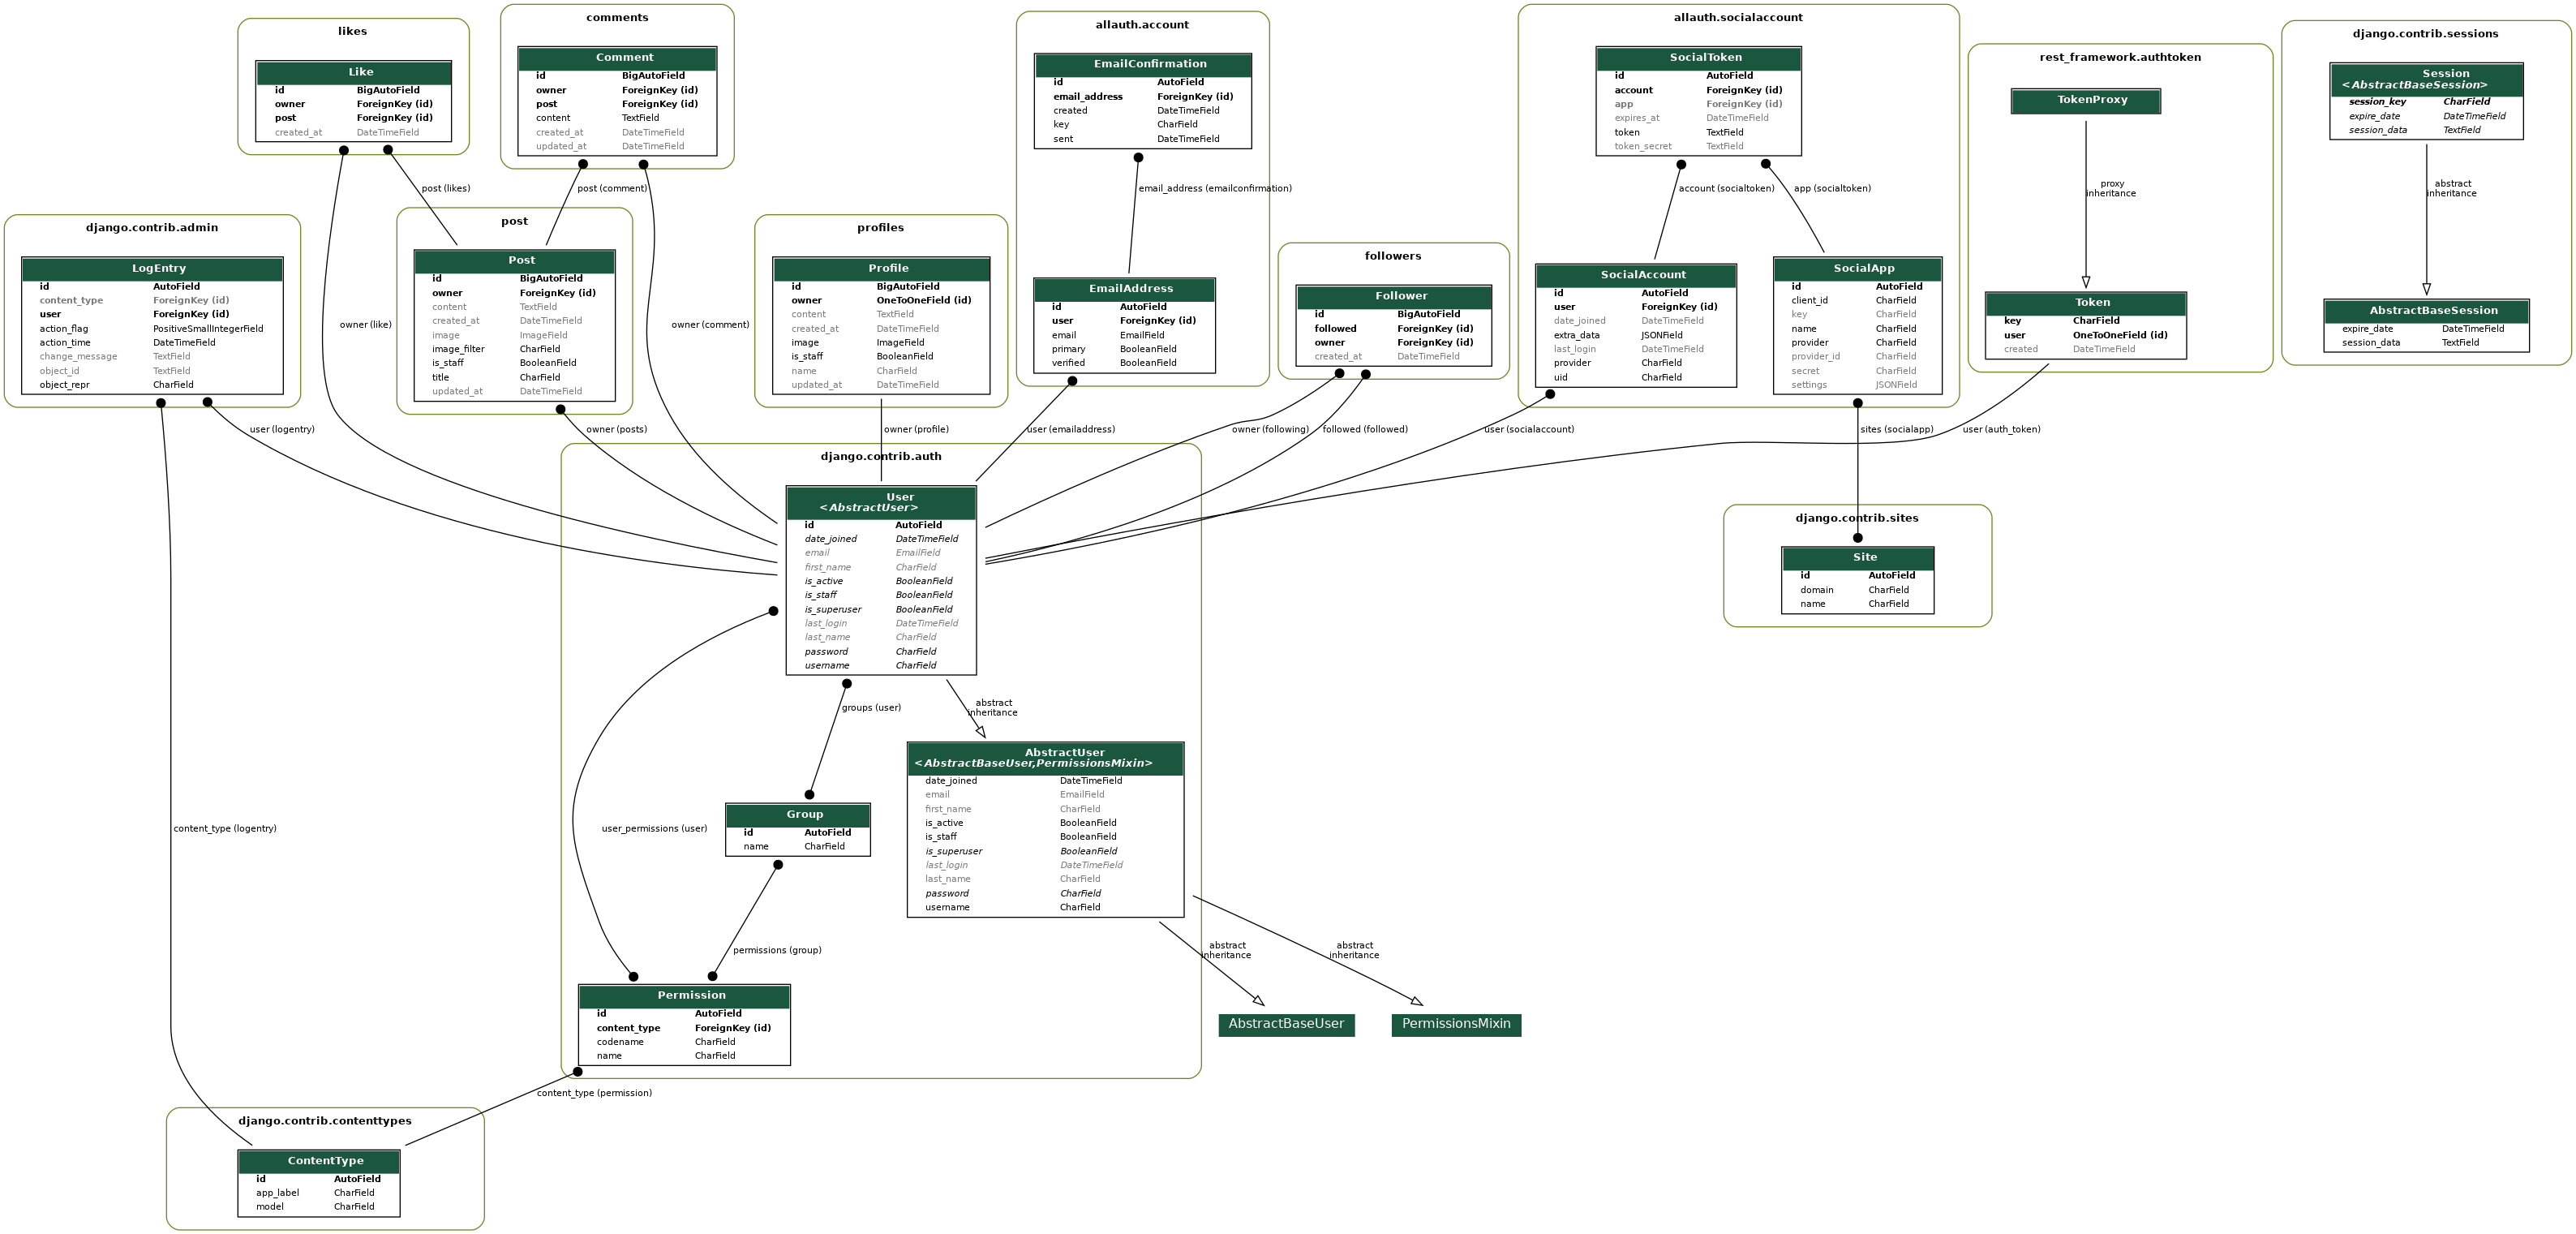 likes
Like
id BigAutoField
owner ForeignKey (id)
post ForeignKey (id)
created_at DateTimeField
comments
Comment
id BigAutoField
owner ForeignKey (id)
post ForeignKey (id)
content TextField
created_at DateTimeField
updated_at DateTimeField
allauth.account
EmailConfirmation
id AutoField
email_address ForeignKey (id)
created DateTimeField
key CharField
sent DateTimeField
allauth.socialaccount
SocialToken
id AutoField
account ForeignKey (id)
app ForeignKey (id)
expires_at DateTimeField
token TextField
token_secret TextField
rest_framework.authtoken
TokenProxy
django.contrib.sessions
Session
<AbstractBaseSession>
session_key CharField
expire_date DateTimeField
session_data TextField
post (likes)
post (comment)
email_address (emailconfirmation)
account (socialtoken)
app (socialtoken)
proxy
inheritance
abstract
inheritance
django.contrib.admin
LogEntry
id AutoField
content_type ForeignKey (id)
user ForeignKey (id)
action_flag PositiveSmallIntegerField
action_time DateTimeField
change_message TextField
object_id TextField
object_repr CharField
owner (like)
post
Post
id BigAutoField
owner ForeignKey (id)
content TextField
created_at DateTimeField
image ImageField
image_filter CharField
is_staff BooleanField
title CharField
updated_at DateTimeField
owner (comment)
profiles
Profile
id BigAutoField
owner OneToOneField (id)
content TextField
created_at DateTimeField
image ImageField
is_staff BooleanField
name CharField
updated_at DateTimeField
EmailAddress
id AutoField
user ForeignKey (id)
email EmailField
primary BooleanField
verified BooleanField
followers
Follower
id BigAutoField
followed ForeignKey (id)
owner ForeignKey (id)
created_at DateTimeField
SocialAccount
id AutoField
user ForeignKey (id)
date_joined DateTimeField
extra_data JSONField
last_login DateTimeField
provider CharField
uid CharField
SocialApp
id AutoField
client_id CharField
key CharField
name CharField
provider CharField
provider_id CharField
secret CharField
settings JSONField
Token
key CharField
user OneToOneField (id)
created DateTimeField
AbstractBaseSession
expire_date DateTimeField
session_data TextField
user (logentry)
owner (posts)
owner (profile)
user (emailaddress)
owner (following)
followed (followed)
user (socialaccount)
sites (socialapp)
user (auth_token)
django.contrib.auth
User
<AbstractUser>
id AutoField
date_joined DateTimeField
email EmailField
first_name CharField
is_active BooleanField
is_staff BooleanField
is_superuser BooleanField
last_login DateTimeField
last_name CharField
password CharField
username CharField
django.contrib.sites
Site
id AutoField
domain CharField
name CharField
groups (user)
abstract
inheritance
AbstractUser
<AbstractBaseUser,PermissionsMixin>
date_joined DateTimeField
email EmailField
first_name CharField
is_active BooleanField
is_staff BooleanField
is_superuser BooleanField
last_login DateTimeField
last_name CharField
password CharField
username CharField
content_type (logentry)
user_permissions (user)
Group
id AutoField
name CharField
permissions (group)
abstract
inheritance
abstract
inheritance
Permission
id AutoField
content_type ForeignKey (id)
codename CharField
name CharField
AbstractBaseUser
PermissionsMixin
content_type (permission)
django.contrib.contenttypes
ContentType
id AutoField
app_label CharField
model CharField